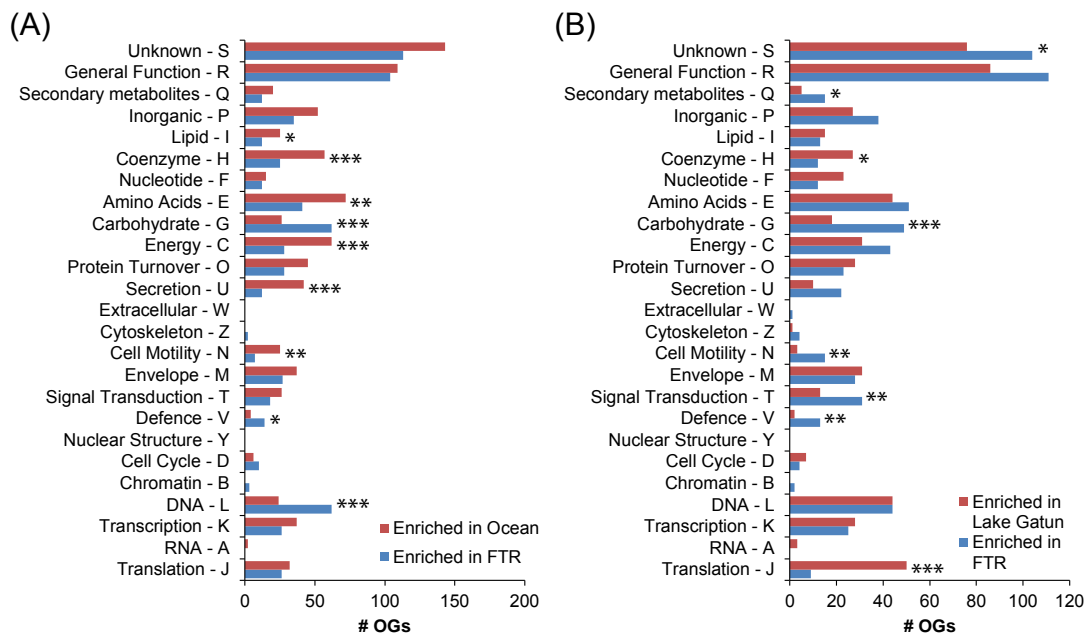 (A)
Unknown - S
General Function - R
Secondary metabolites - Q
Inorganic - P
Lipid - I
*
Coenzyme - H
***
Nucleotide - F
Amino Acids - E
**
Carbohydrate - G
***
Energy - C
***
Protein Turnover - O
Secretion - U
***
Extracellular - W
Cytoskeleton - Z
Cell Motility - N
**
Envelope - M
Signal Transduction - T
Defence - V
*
Nuclear Structure - Y
Cell Cycle - D
Chromatin - B
DNA - L
***
Transcription - K
RNA - A
Translation - J
Enriched in Ocean
Enriched in FTR
0 50 100 150 200
# OGs
(B)
Unknown - S
*
General Function - R
Secondary metabolites - Q
*
Inorganic - P
Lipid - I
Coenzyme - H
*
Nucleotide - F
Amino Acids - E
Carbohydrate - G
***
Energy - C
Protein Turnover - O
Secretion - U
Extracellular - W
Cytoskeleton - Z
Cell Motility - N
**
Envelope - M
Signal Transduction - T
**
Defence - V
**
Nuclear Structure - Y
Cell Cycle - D
Chromatin - B
DNA - L
Transcription - K
RNA - A
Translation - J
***
Enriched in
Lake Gatun
Enriched in
FTR
0 20 40 60 80 100 120
# OGs